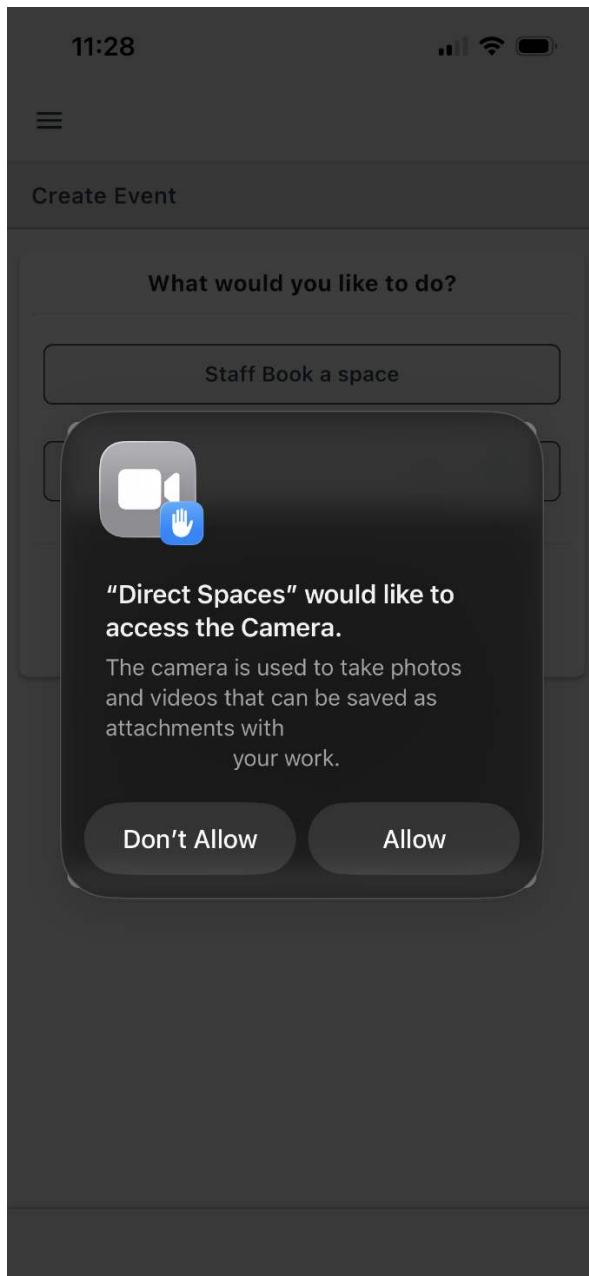 11:28
Create Event
What would you like to do?
Staff Book a space
“Direct Spaces” would like to
access the Camera.
The camera is used to take photos
and videos that can be saved as
attachments with
your work.
Don’t Allow
Allow